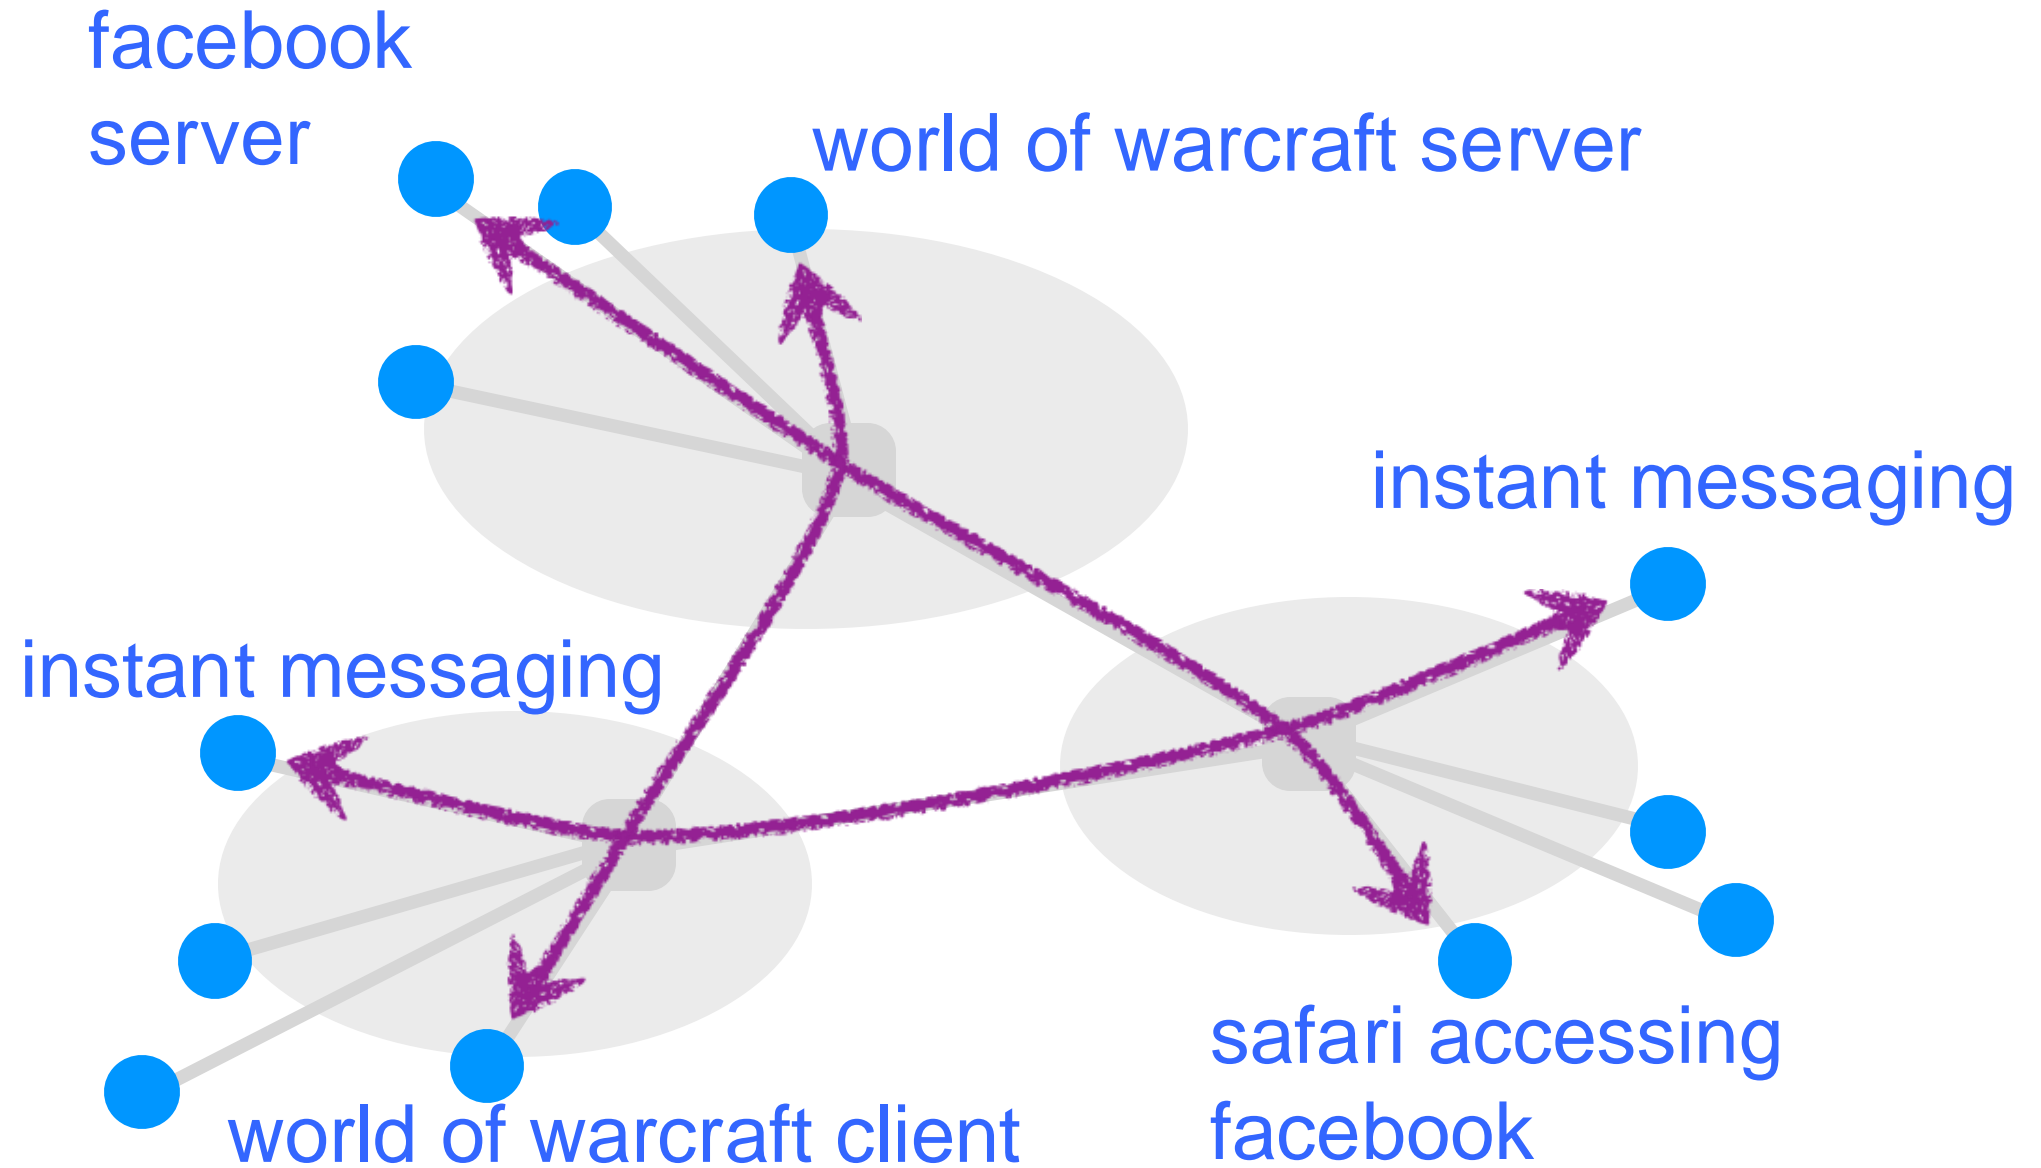 facebook
server
world of warcraft server
instant messaging
instant messaging
safari accessing
facebook
world of warcraft client